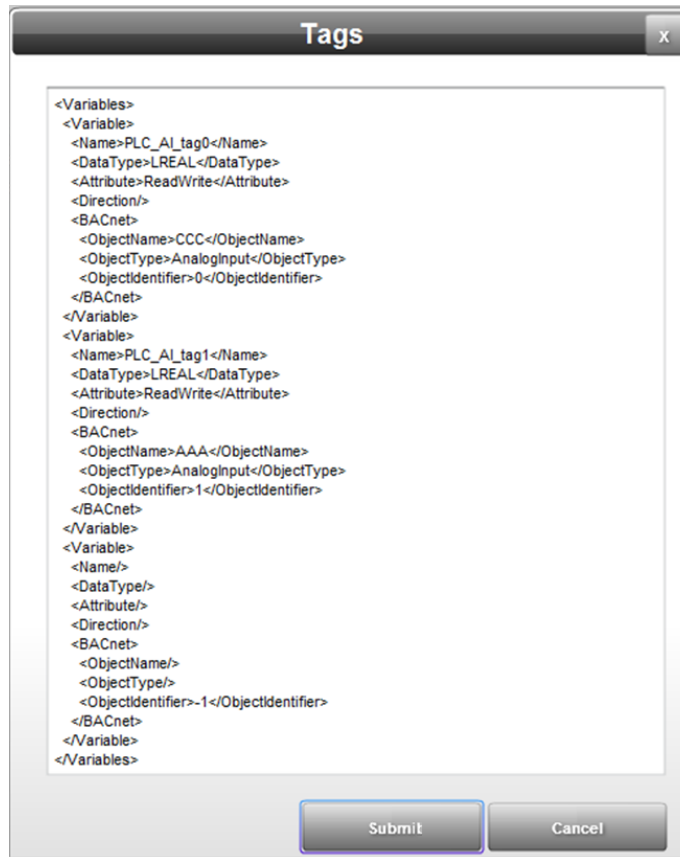 Tags
x
<Variables>
<Variable>
<Name>PLC_AI_tag0</Name>
<DataType>LREAL</DataType>
<Attribute>ReadWrite</Attribute>
<Direction/>
<BACnet>
<ObjectName>CCC</ObjectName>
<ObjectType>AnalogInput</ObjectType>
<ObjectIdentifier>0</ObjectIdentifier>
</BACnet>
</Variable>
<Variable>
<Name>PLC_AI_tag1</Name>
<DataType>LREAL</DataType>
<Attribute>ReadWrite</Attribute>
<Direction/>
<BACnet>
<ObjectName>AAA</ObjectName>
<ObjectType>AnalogInput</ObjectType>
<ObjectIdentifier>1</ObjectIdentifier>
</BACnet>
</Variable>
<Variable>
<Name/>
<DataType/>
<Attribute/>
<Direction/>
<BACnet>
<ObjectName/>
<ObjectType/>
<ObjectIdentifier>-1</ObjectIdentifier>
</BACnet>
</Variable>
</Variables>
Submit
Cancel